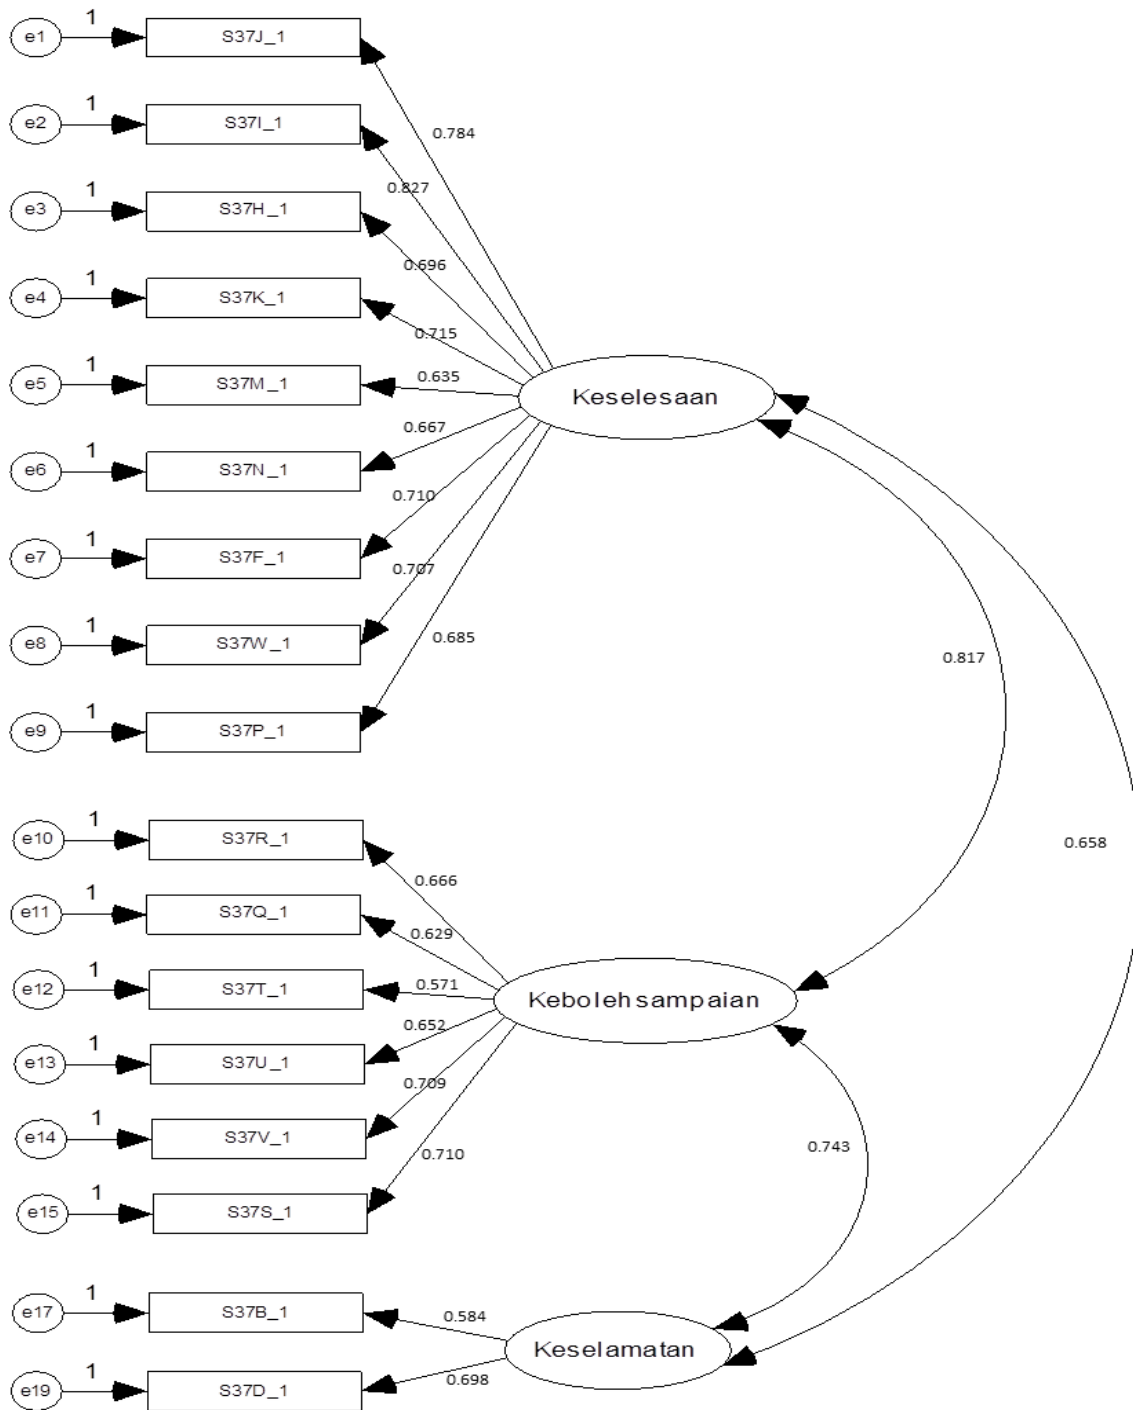 e1 1 S37J_1
0.784
e2 1 S37I_1
0.827
e3 1 S37H_1
0.696
e4 1 S37K_1
0.715
e5 1 S37M_1 0.635
Keselesaan
0.667
e6 1 S37N_1
0.710
e7 1 S37F_1
0.707
e8 1 S37W_1
0.685
0.817
e9 1 S37P_1
e10 1 S37R_1
0.658
0.666
e11 1 S37Q_1
0.629
e12 1 S37T_1 0.571
Kebolehsampaian
0.652
e13 1 S37U_1
0.709
e14 1 S37V_1
0.743
0.710
e15 1 S37S_1
e17 1 S37B_1
0.584
Keselamatan
0.698
e19 1 S37D_1